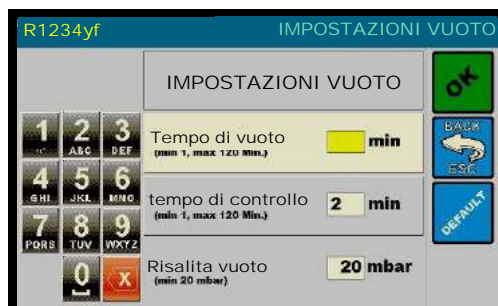 R1234yf IMPOSTAZIONI VUOTO
IMPOSTAZIONI VUOTO
OK
1 2 3
ABC DEF
Tempo di vuoto min
(min 1, max 120 Min.)
BACK
ESC
4 5 6
GHI JKL MNO
tempo di controllo 2 min
(min 1, max 120 Min.)
DEFAULT
7 8 9
PQRS TUV WXYZ
0 X
Risalita vuoto 20 mbar
(min 20 mbar)